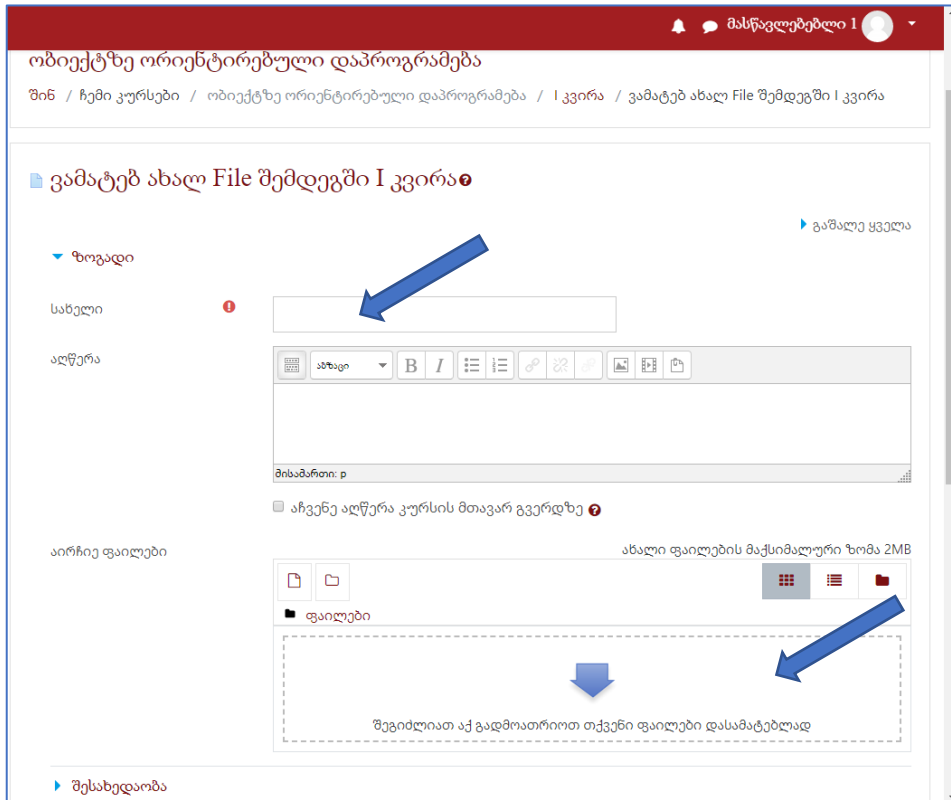 მასწავლებებლო 1
ობიექტზე ორიენტირებული დაპროგრამება
შინ / ჩემი კურსები / ობიექტზე ორიენტირებული დაპროგრამება / I კვირა / ვამატებ ახალ File შემდეგში I კვირა
ვამატებ ახალ File შემდეგში I კვირა
გაშალე ყველა
ზოგადი
სახელი
აღწერა
აბზაცი B I
მისამართი: p
აჩვენე აღწერა კურსის მთავარ გვერდზე
აირჩიე ფაილები
ახალი ფაილების მაქსიმალური ზომა 2MB
ფაილები
შეგიძლიათ აქ გადმოათრიოთ თქვენი ფაილები დასამატებლად
შესახედაობა